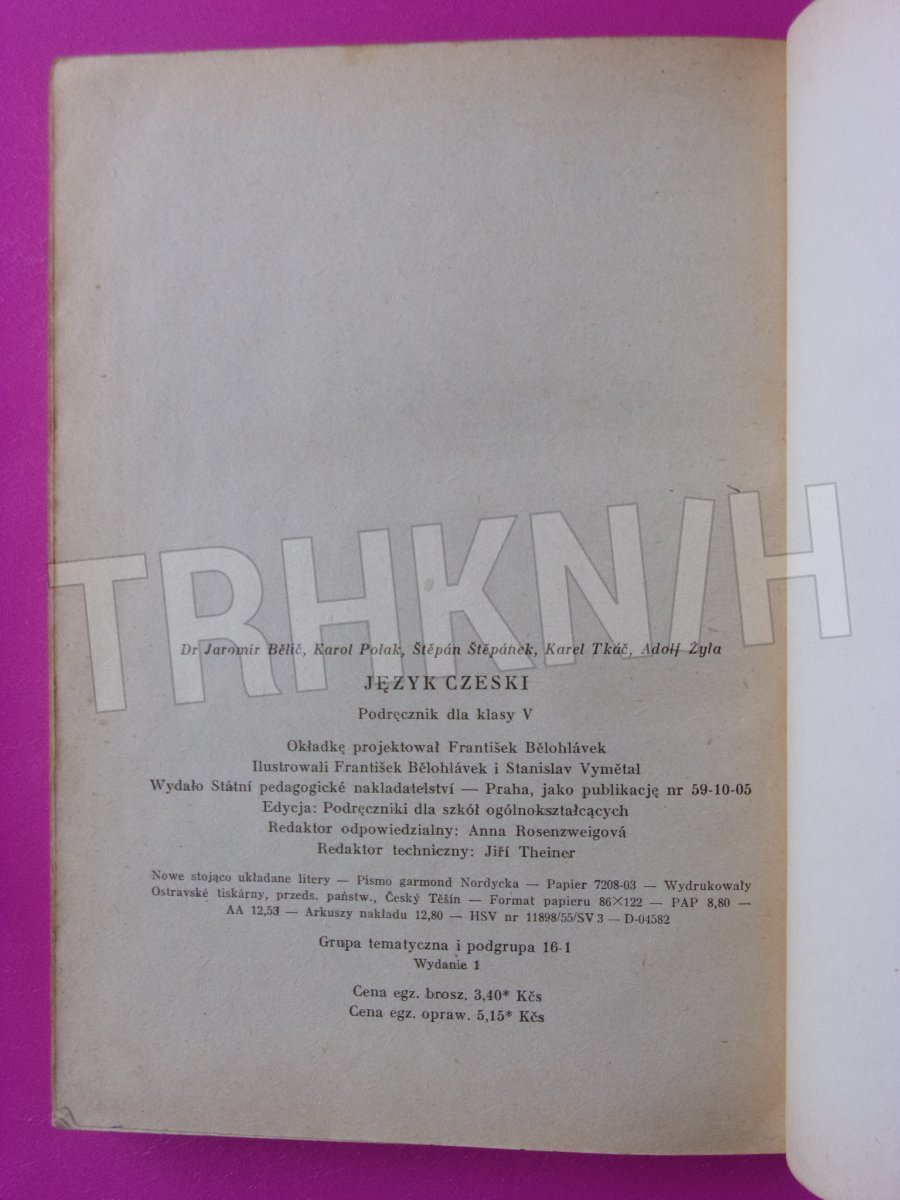 TRHKNIH
Dr Jaromír Bělič, Karol Polak, Štěpán Štěpánek, Karel Tkáč, Adolf Żyla
JĘZYK CZESKI
Podręcznik dla klasy V
Okładkę projektował František Bělohlávek
Ilustrowali František Bělohlávek i Stanislav Vymětal
Wydało Státní pedagogické nakladatelství — Praha, jako publikację nr 59-10-05
Edycja: Podręczniki dla szkół ogólnokształcących
Redaktor odpowiedzialny: Anna Rosenzweigová
Redaktor techniczny: Jiří Theiner
Nowe stojąco układane litery — Pismo garmond Nordycka — Papier 7208-03 — Wydrukowały
Ostravské tiskárny, przeds. państw., Český Těšín — Format papieru 86×122 — PAP 8,80 —
AA 12,53 — Arkuszy nakładu 12,80 — HSV nr 11898/55/SV 3 — D-04582
Grupa tematyczna i podgrupa 16-1
Wydanie 1
Cena egz. brosz. 3,40* Kčs
Cena egz. opraw. 5,15* Kčs